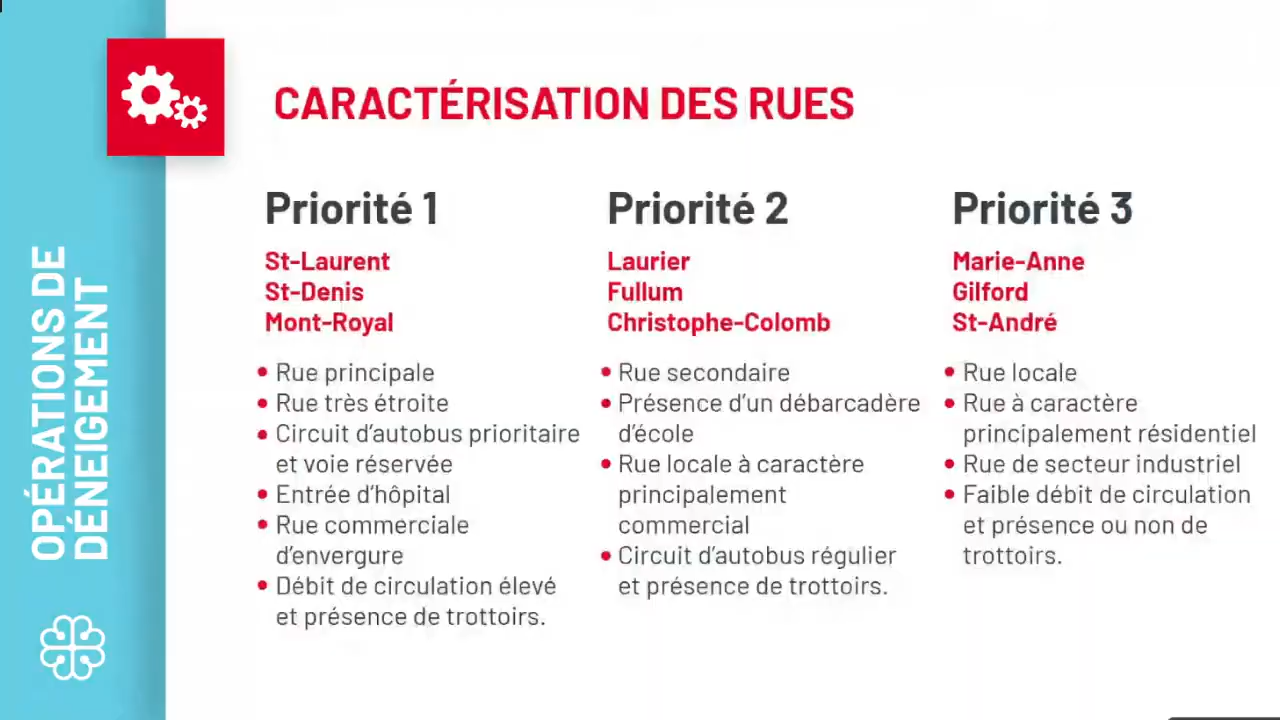 OPÉRATIONS DE
DÉNEIGEMENT
CARACTÉRISATION DES RUES
Priorité 1
St-Laurent
St-Denis
Mont-Royal
• Rue principale
• Rue très étroite
• Circuit d'autobus prioritaire
et voie réservée
• Entrée d'hôpital
• Rue commerciale
d'envergure
• Débit de circulation élevé
et présence de trottoirs.
Priorité 2
Laurier
Fullum
Christophe-Colomb
• Rue secondaire
• Présence d'un débarcadère
d'école
• Rue locale à caractère
principalement
commercial
• Circuit d'autobus régulier
et présence de trottoirs.
Priorité 3
Marie-Anne
Gilford
St-André
• Rue locale
• Rue à caractère
principalement résidentiel
• Rue de secteur industriel
• Faible débit de circulation
et présence ou non de
trottoirs.